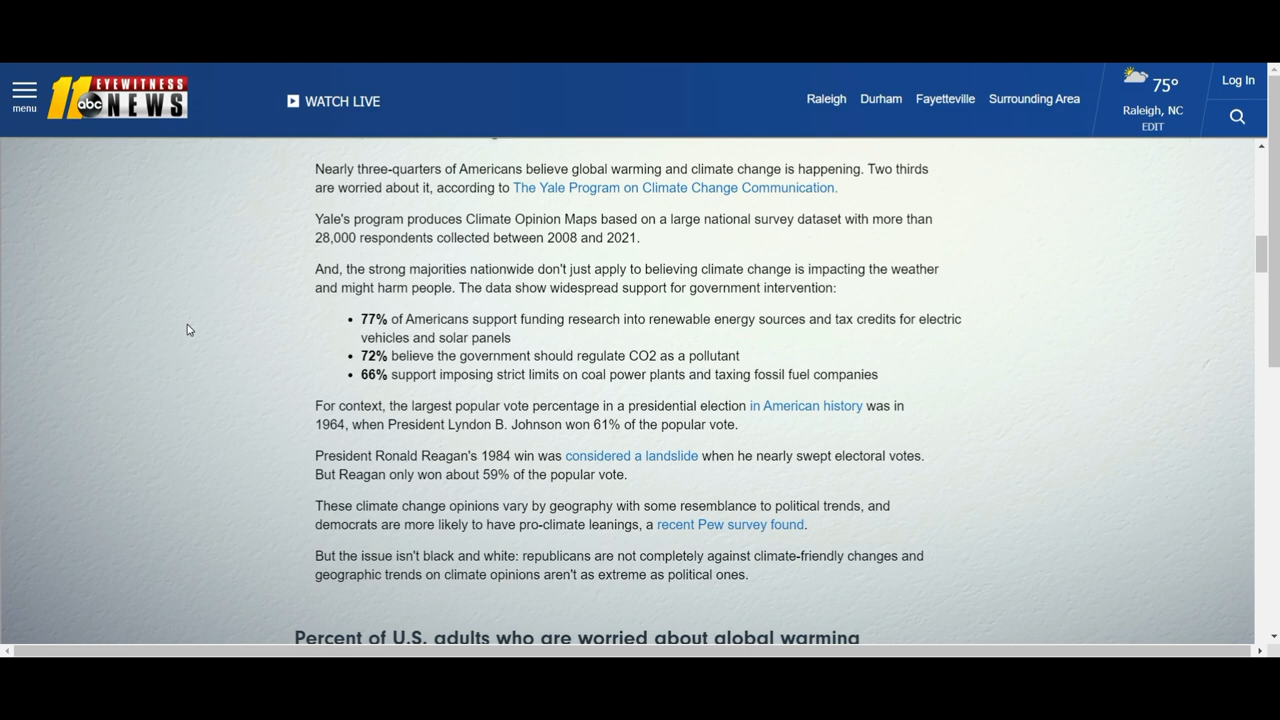 menu
11 abc EYEWITNESS NEWS
WATCH LIVE
Raleigh Durham Fayetteville Surrounding Area
75°
Raleigh, NC
EDIT
Log In
Nearly three-quarters of Americans believe global warming and climate change is happening. Two thirds
are worried about it, according to The Yale Program on Climate Change Communication.
Yale's program produces Climate Opinion Maps based on a large national survey dataset with more than
28,000 respondents collected between 2008 and 2021.
And, the strong majorities nationwide don't just apply to believing climate change is impacting the weather
and might harm people. The data show widespread support for government intervention:
• 77% of Americans support funding research into renewable energy sources and tax credits for electric
vehicles and solar panels
• 72% believe the government should regulate CO2 as a pollutant
• 66% support imposing strict limits on coal power plants and taxing fossil fuel companies
For context, the largest popular vote percentage in a presidential election in American history was in
1964, when President Lyndon B. Johnson won 61% of the popular vote.
President Ronald Reagan's 1984 win was considered a landslide when he nearly swept electoral votes.
But Reagan only won about 59% of the popular vote.
These climate change opinions vary by geography with some resemblance to political trends, and
democrats are more likely to have pro-climate leanings, a recent Pew survey found.
But the issue isn't black and white: republicans are not completely against climate-friendly changes and
geographic trends on climate opinions aren't as extreme as political ones.
Percent of U.S. adults who are worried about global warming